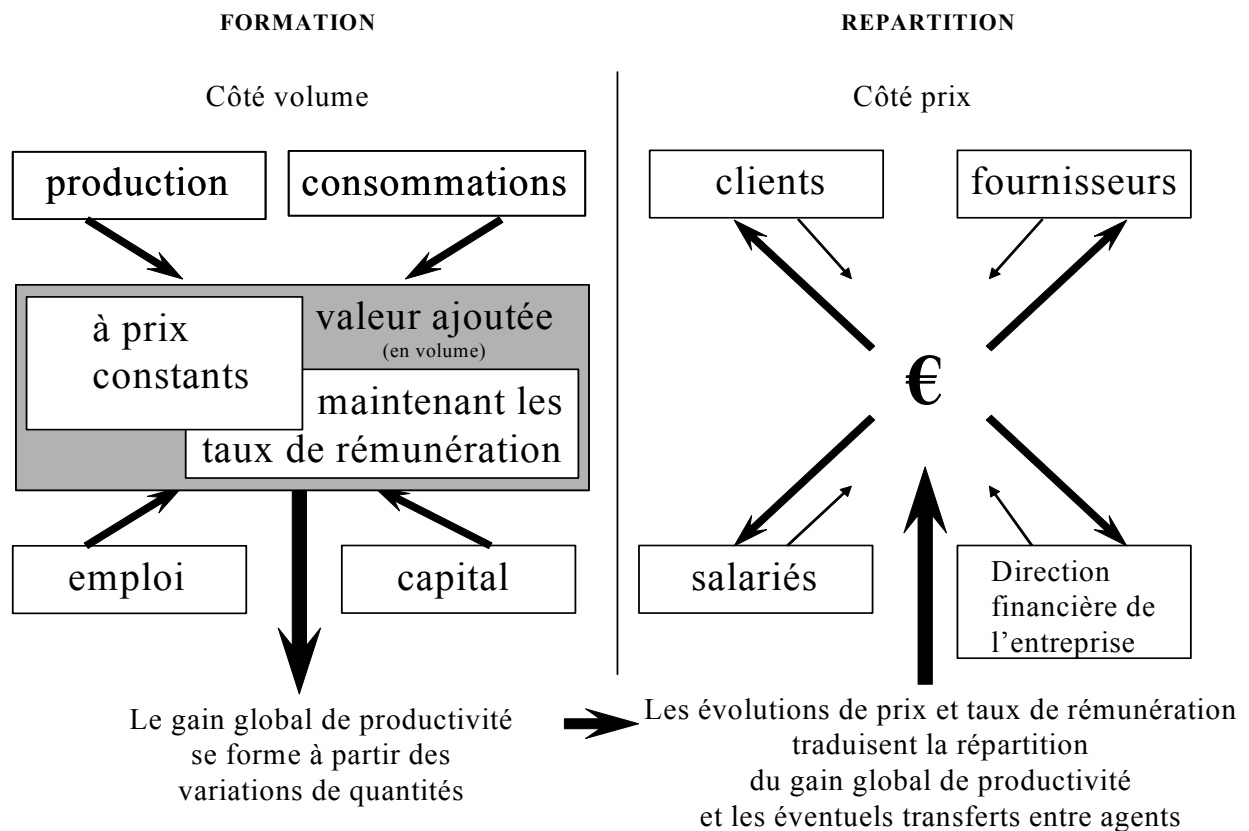 FORMATION
Côté volume
production
consommations
à prix
constants
valeur ajoutée
(en volume)
maintenant les
taux de rémunération
emploi
capital
Le gain global de productivité
se forme à partir des
variations de quantités
REPARTITION
Côté prix
clients
fournisseurs
€
salariés
Direction
financière de
l'entreprise
Les évolutions de prix et taux de rémunération
traduisent la répartition
du gain global de productivité
et les éventuels transferts entre agents